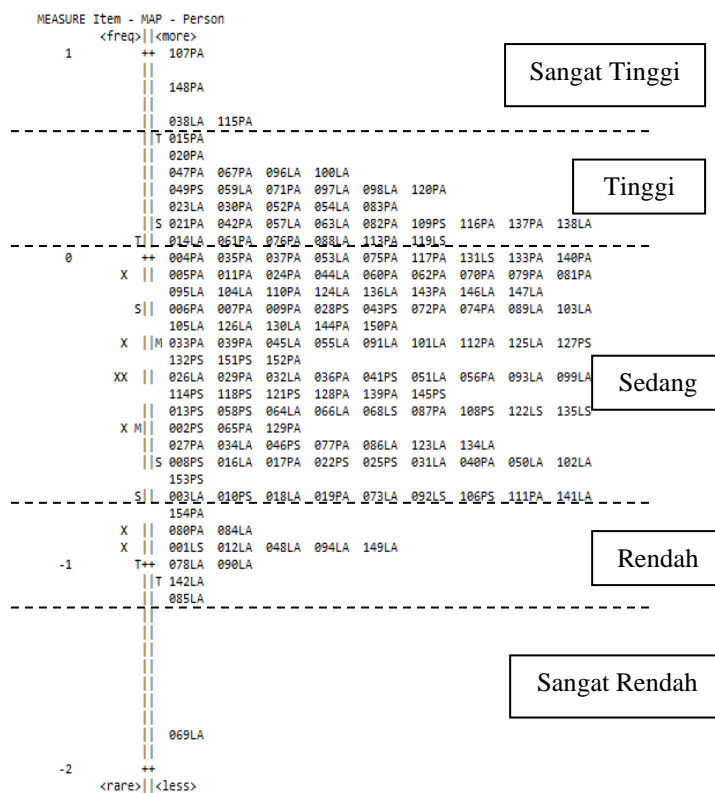 MEASURE Item - MAP - Person
<freq>||<more>
1 ++ 107PA
||
|| 148PA
||
|| 038LA 115PA
Sangat Tinggi
||T 015PA
|| 020PA
|| 047PA 067PA 096LA 100LA
|| 049PS 059LA 071PA 097LA 098LA 120PA
|| 023LA 030PA 052PA 054LA 083PA
||S 021PA 042PA 057LA 063LA 082PA 109PS 116PA 137PA 138LA
T|| 014LA 061PA 076PA 088LA 113PA 119LS
Tinggi
0 ++ 004PA 035PA 037PA 053LA 075PA 117PA 131LS 133PA 140PA
X || 005PA 011PA 024PA 044LA 060PA 062PA 070PA 079PA 081PA
|| 095LA 104LA 110PA 124LA 136LA 143PA 146LA 147LA
S|| 006PA 007PA 009PA 028PS 043PS 072PA 074PA 089LA 103LA
|| 105LA 126LA 130LA 144PA 150PA
X ||M 033PA 039PA 045LA 055LA 091LA 101LA 112PA 125LA 127PS
|| 132PS 151PS 152PA
XX || 026LA 029PA 032LA 036PA 041PS 051LA 056PA 093LA 099LA
|| 114PS 118PS 121PS 128PA 139PA 145PS
|| 013PS 058PS 064LA 066LA 068LS 087PA 108PS 122LS 135LS
X M|| 002PS 065PA 129PA
|| 027PA 034LA 046PS 077PA 086LA 123LA 134LA
||S 008PS 016LA 017PA 022PS 025PS 031LA 040PA 050LA 102LA
|| 153PS
S|| 003LA 010PS 018LA 019PA 073LA 092LS 106PS 111PA 141LA
Sedang
|| 154PA
X || 080PA 084LA
X || 001LS 012LA 048LA 094LA 149LA
-1 T++ 078LA 090LA
||T 142LA
|| 085LA
Rendah
||
||
||
||
||
||
||
|| 069LA
||
Sangat Rendah
-2 ++
<rare>||<less>